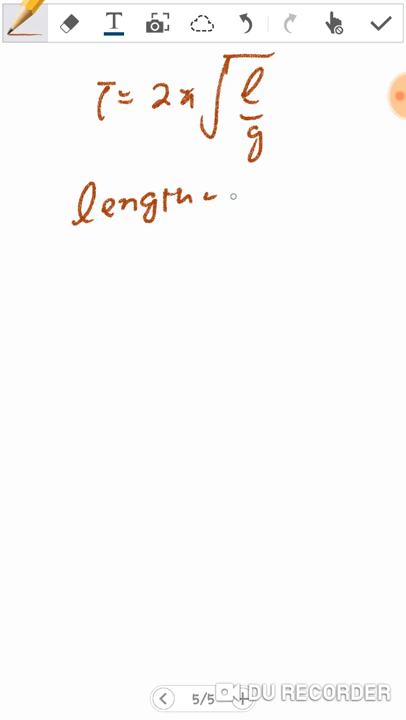 T
T = 2π√(l/g)
length -
5/5
DU RECORDER